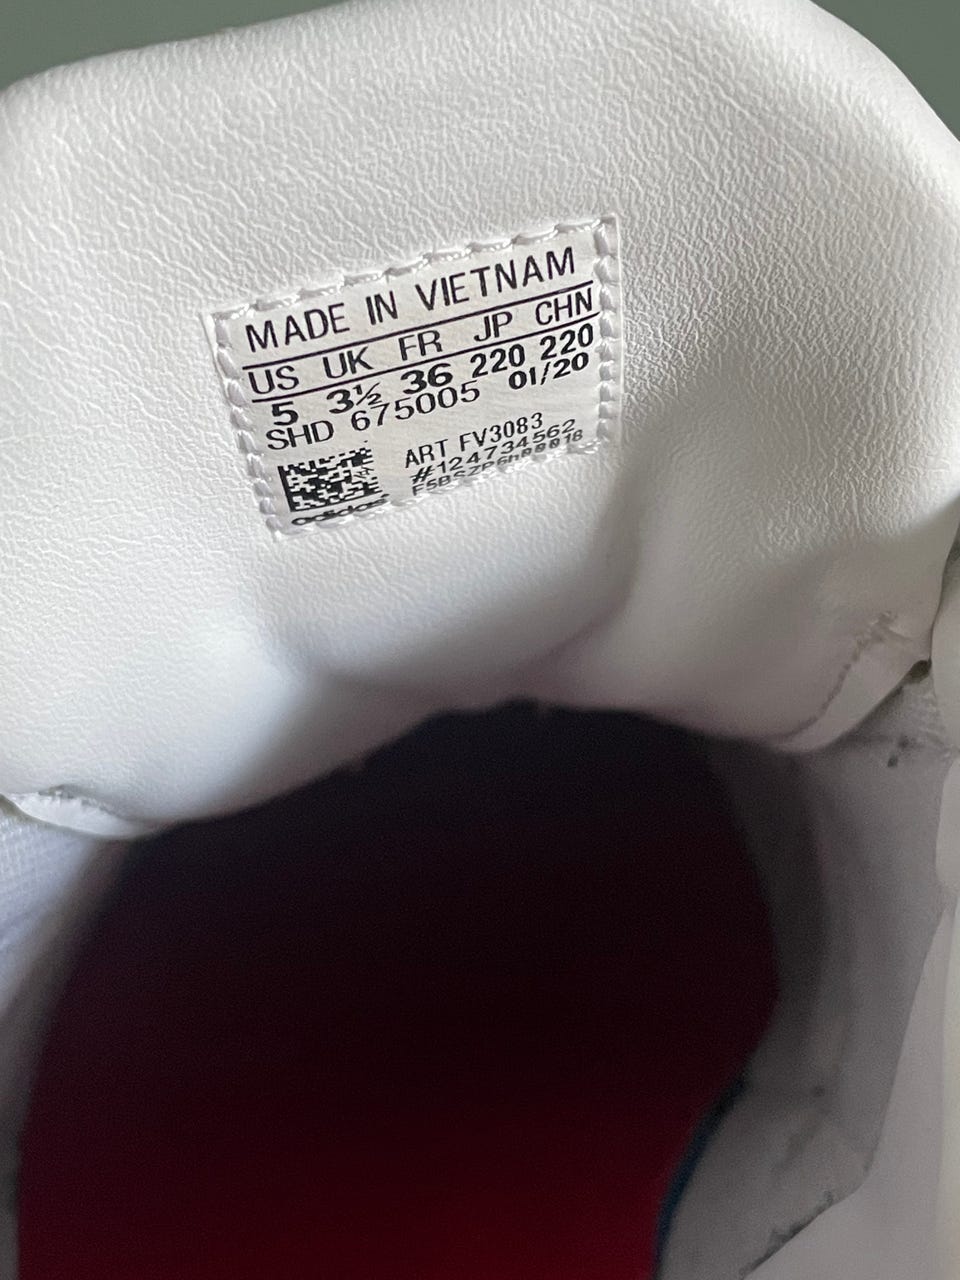 MADE IN VIETNAM
US UK FR JP CHN
5 3½ 36 220 220
SHD 675005 01/20
ART FV3083
#124734562
adidas